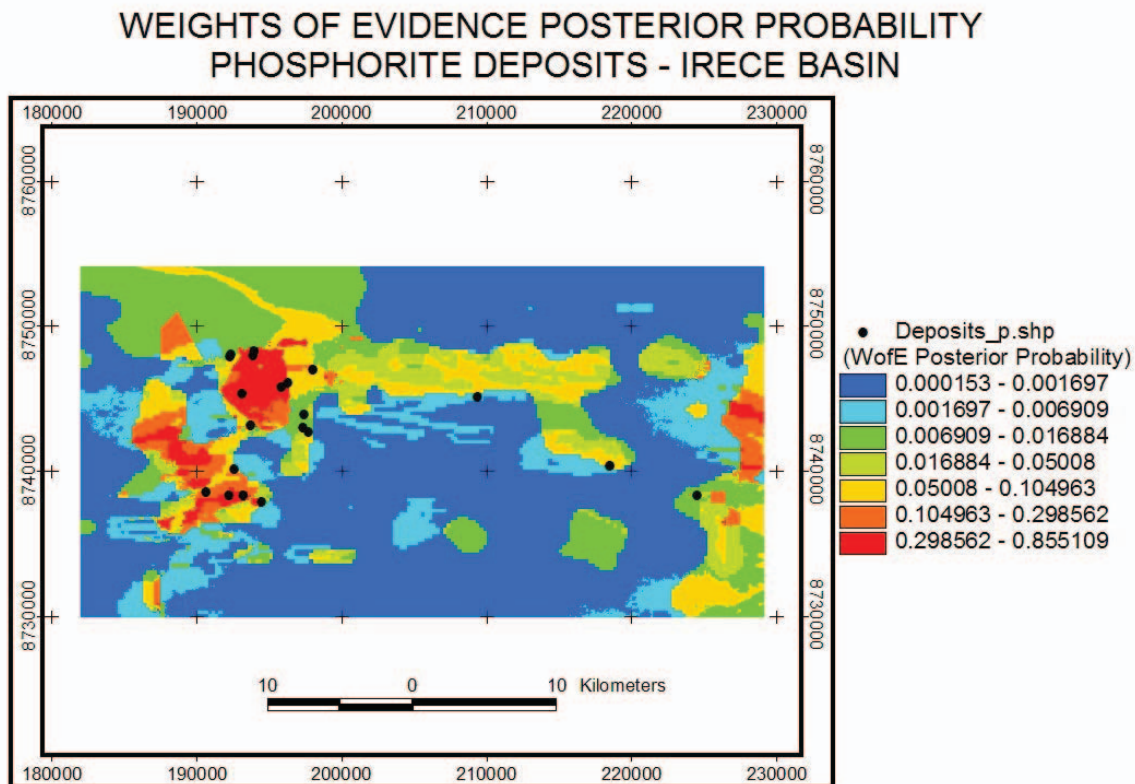 WEIGHTS OF EVIDENCE POSTERIOR PROBABILITY
PHOSPHORITE DEPOSITS - IRECE BASIN
180000 190000 200000 210000 220000 230000
8760000 8760000
8750000 8750000
8740000 8740000
8730000 8730000
Deposits_p.shp
(WofE Posterior Probability)
0.000153 - 0.001697
0.001697 - 0.006909
0.006909 - 0.016884
0.016884 - 0.05008
0.05008 - 0.104963
0.104963 - 0.298562
0.298562 - 0.855109
10 0 10 Kilometers
180000 190000 200000 210000 220000 230000